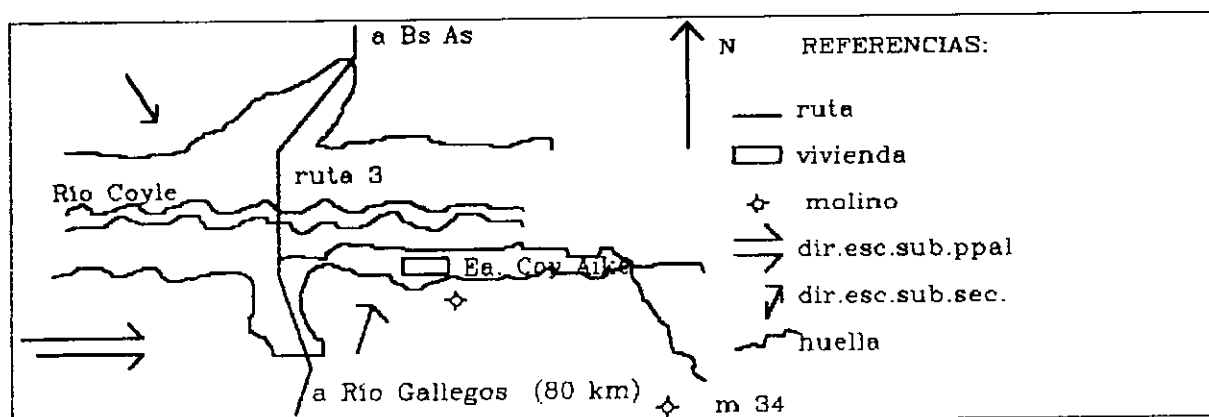 a Bs As
N REFERENCIAS:
ruta
vivienda
ruta 3
Río Coyle
molino
dir.esc.sub.ppal
Ea. Coy Aike
dir.esc.sub.sec.
huella
a Río Gallegos (80 km)
m 34